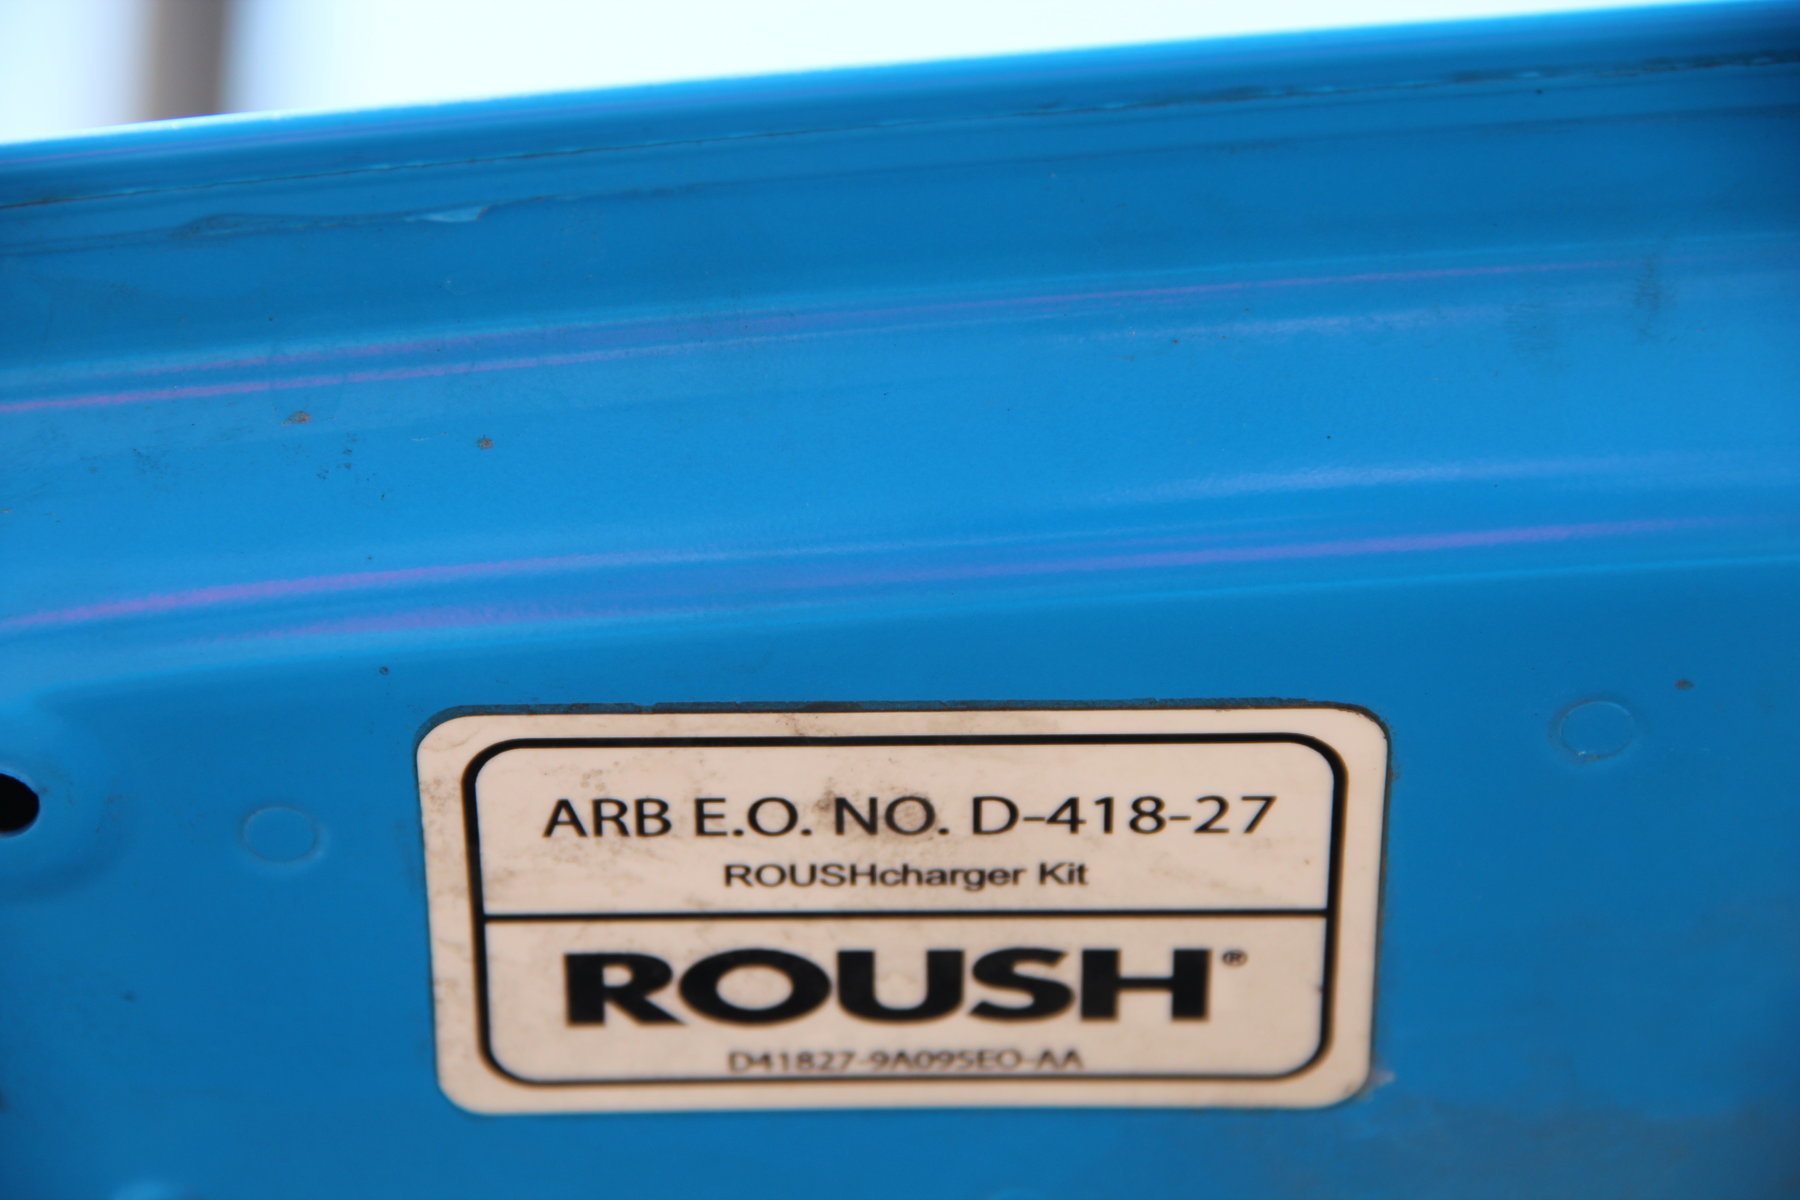 ARB E.O. NO. D-418-27
ROUSHcharger Kit
ROUSH®
D41827-9A095EO-AA